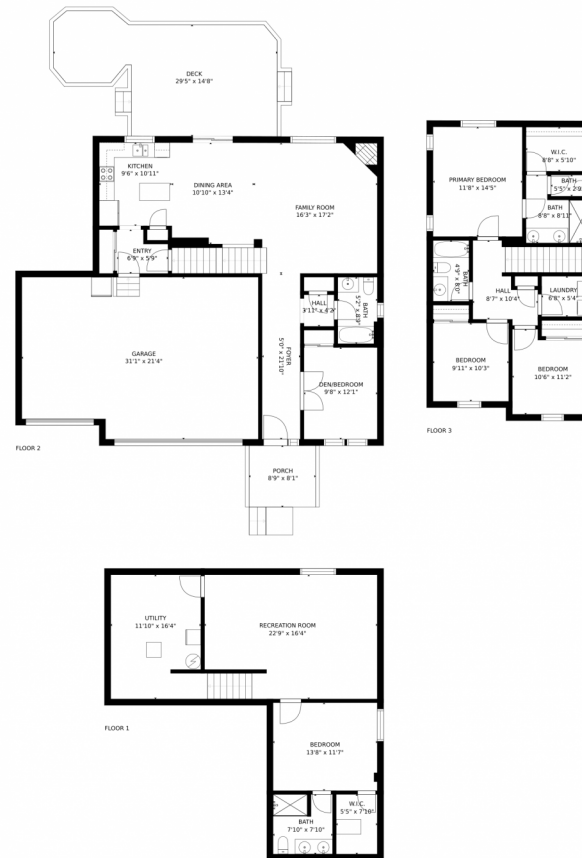 DECK
29'5" x 14'8"
KITCHEN
9'6" x 10'11"
DINING AREA
10'10" x 13'4"
FAMILY ROOM
16'3" x 17'2"
ENTRY
6'9" x 5'9"
HALL
3'11" x 4'2"
BATH
5'2" x 8'9"
GARAGE
31'1" x 21'4"
FOYER
5'0" x 21'10"
DEN/BEDROOM
9'8" x 12'1"
FLOOR 2
PORCH
8'9" x 8'1"
PRIMARY BEDROOM
11'8" x 14'5"
W.I.C.
8'8" x 5'10"
BATH
5'5" x 2'9
BATH
8'8" x 8'11"
BATH
4'9" x 8'0"
HALL
8'7" x 10'4"
LAUNDRY
6'8" x 5'4"
BEDROOM
9'11" x 10'3"
BEDROOM
10'6" x 11'2"
FLOOR 3
UTILITY
11'10" x 16'4"
RECREATION ROOM
22'9" x 16'4"
FLOOR 1
BEDROOM
13'8" x 11'7"
BATH
7'10" x 7'10"
W.I.C.
5'5" x 7'10"